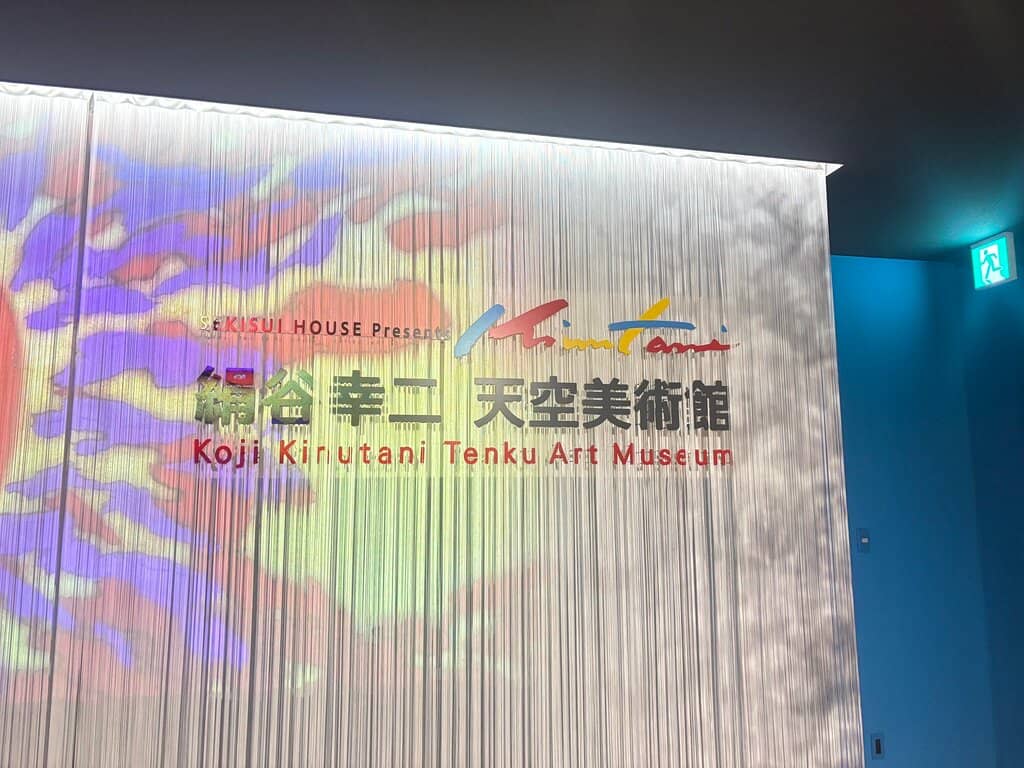 SEKISUI HOUSE Presents
Kinutani
絹谷幸二 天空美術館
Koji Kinutani Tenku Art Museum